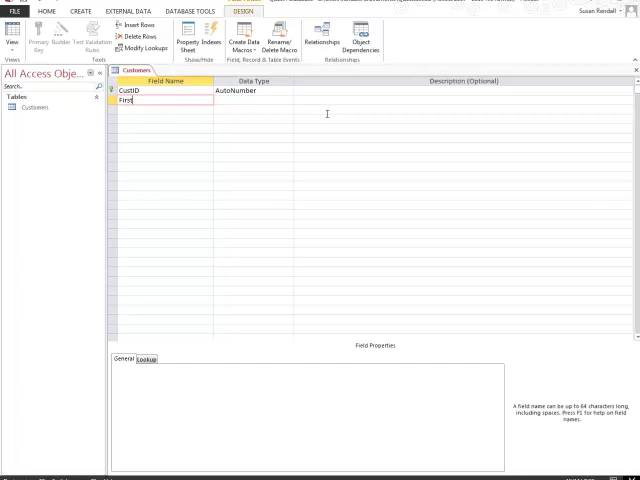 Susan Randall
FILE HOME CREATE EXTERNAL DATA DATABASE TOOLS DESIGN
View
Primary Key
Builder
Test Validation Rules
Insert Rows
Delete Rows
Modify Lookups
Property Sheet
Indexes
Create Data Macros
Rename/ Delete Macro
Relationships
Object Dependencies
Views Tools Show/Hide Field, Record & Table Events Relationships
All Access Obje...
Search..
Tables
Customers
Customers
Field Name Data Type Description (Optional)
CustID AutoNumber
First
Field Properties
General Lookup
A field name can be up to 64 characters long,
including spaces. Press F1 for help on field
names.